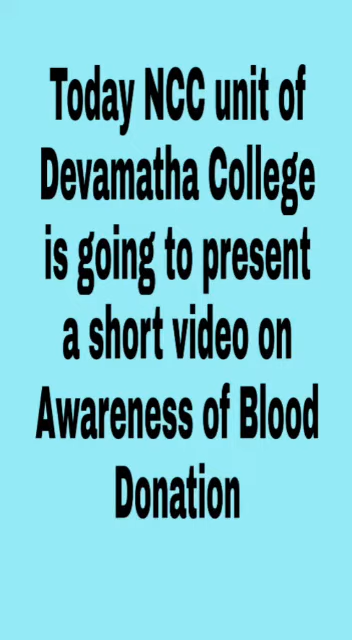 Today NCC unit of
Devamatha College
is going to present
a short video on
Awareness of Blood
Donation